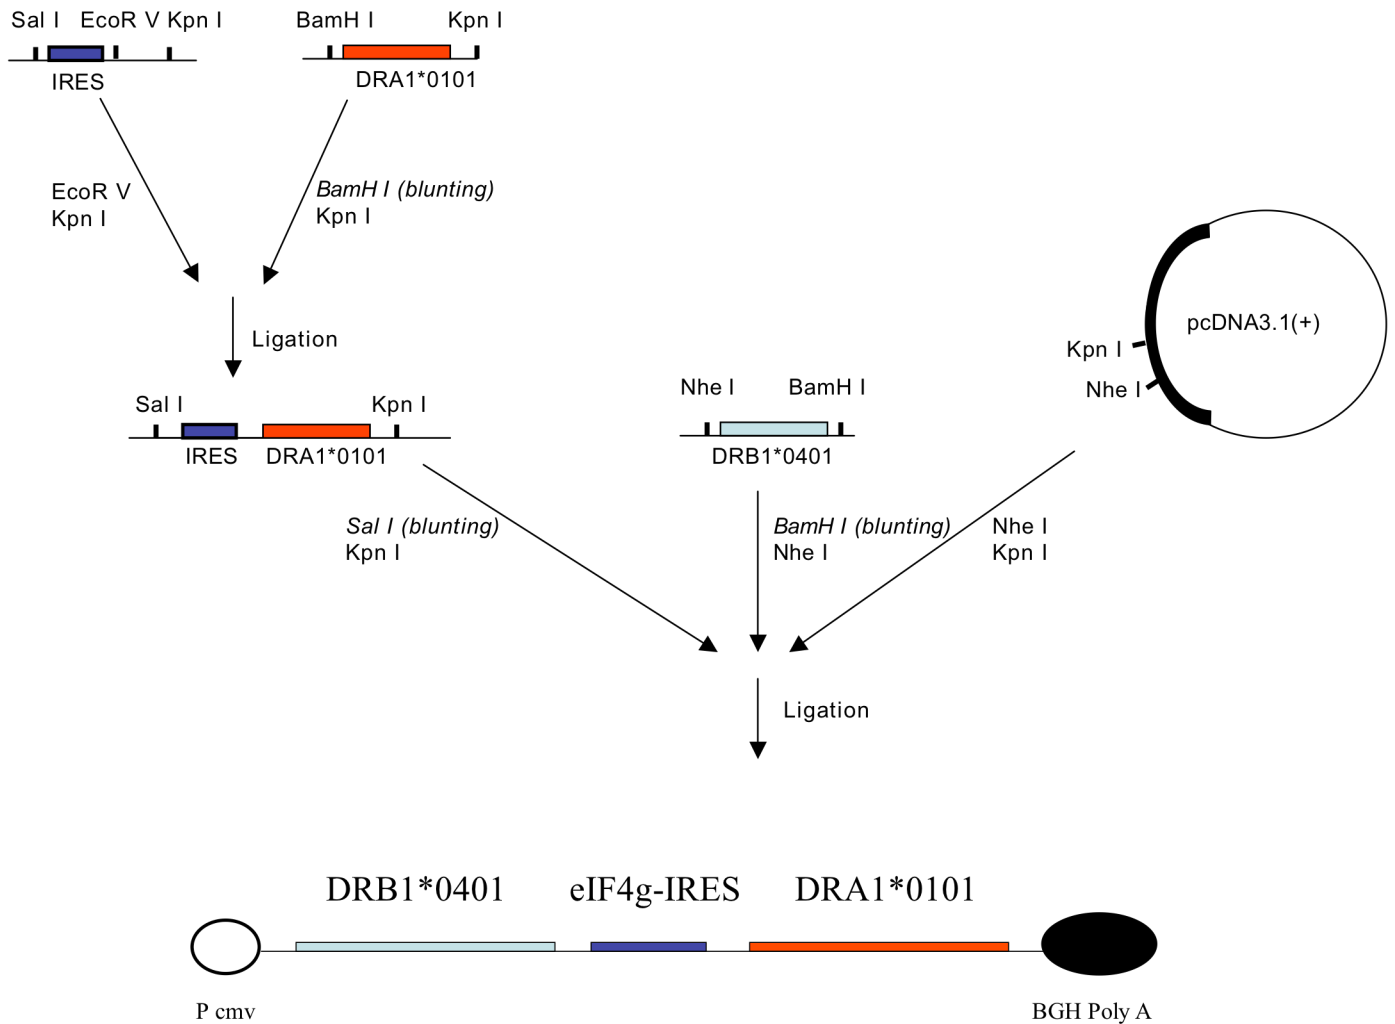 Sal I EcoR V Kpn I
BamH I Kpn I
IRES
DRA1*0101
EcoR V
Kpn I
BamH I (blunting)
Kpn I
Ligation
pcDNA3.1(+)
Kpn I
Nhe I
Sal I Kpn I
IRES DRA1*0101
Nhe I BamH I
DRB1*0401
Sal I (blunting)
Kpn I
BamH I (blunting)
Nhe I
Nhe I
Kpn I
Ligation
DRB1*0401 eIF4g-IRES DRA1*0101
P cmv BGH Poly A